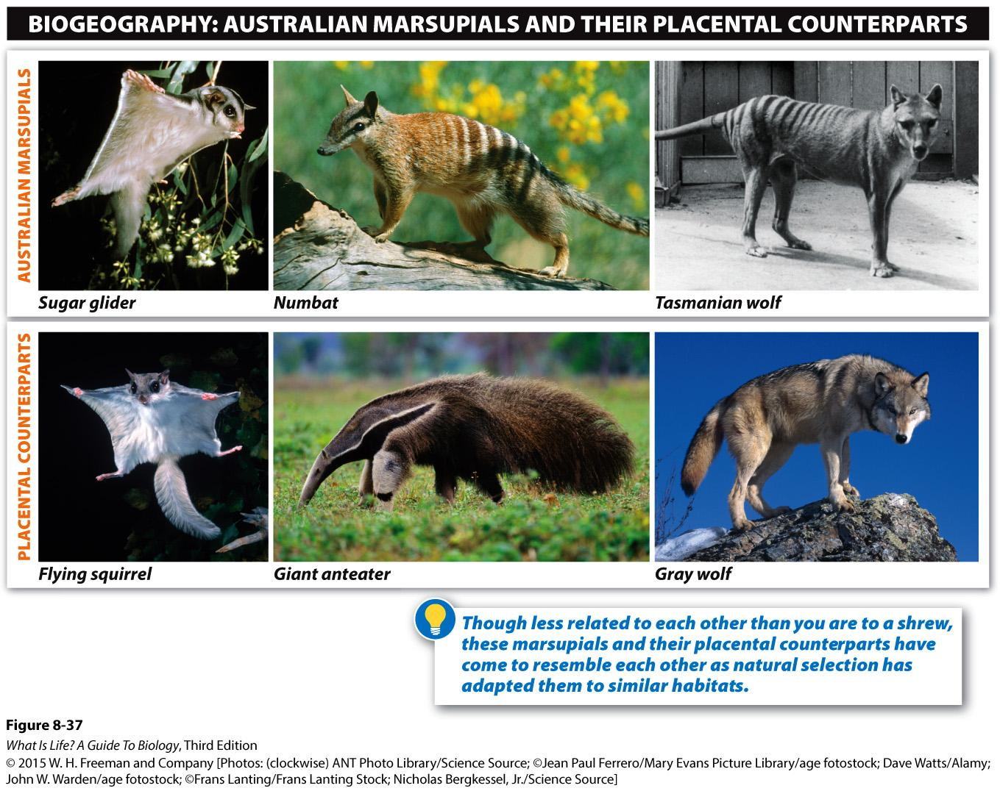 BIOGEOGRAPHY: AUSTRALIAN MARSUPIALS AND THEIR PLACENTAL COUNTERPARTS
AUSTRALIAN MARSUPIALS
Sugar glider
Numbat
Tasmanian wolf
PLACENTAL COUNTERPARTS
Flying squirrel
Giant anteater
Gray wolf
Though less related to each other than you are to a shrew,
these marsupials and their placental counterparts have
come to resemble each other as natural selection has
adapted them to similar habitats.
Figure 8-37
What Is Life? A Guide To Biology, Third Edition
© 2015 W. H. Freeman and Company [Photos: (clockwise) ANT Photo Library/Science Source; ©Jean Paul Ferrero/Mary Evans Picture Library/age fotostock; Dave Watts/Alamy;
John W. Warden/age fotostock; ©Frans Lanting/Frans Lanting Stock; Nicholas Bergkessel, Jr./Science Source]